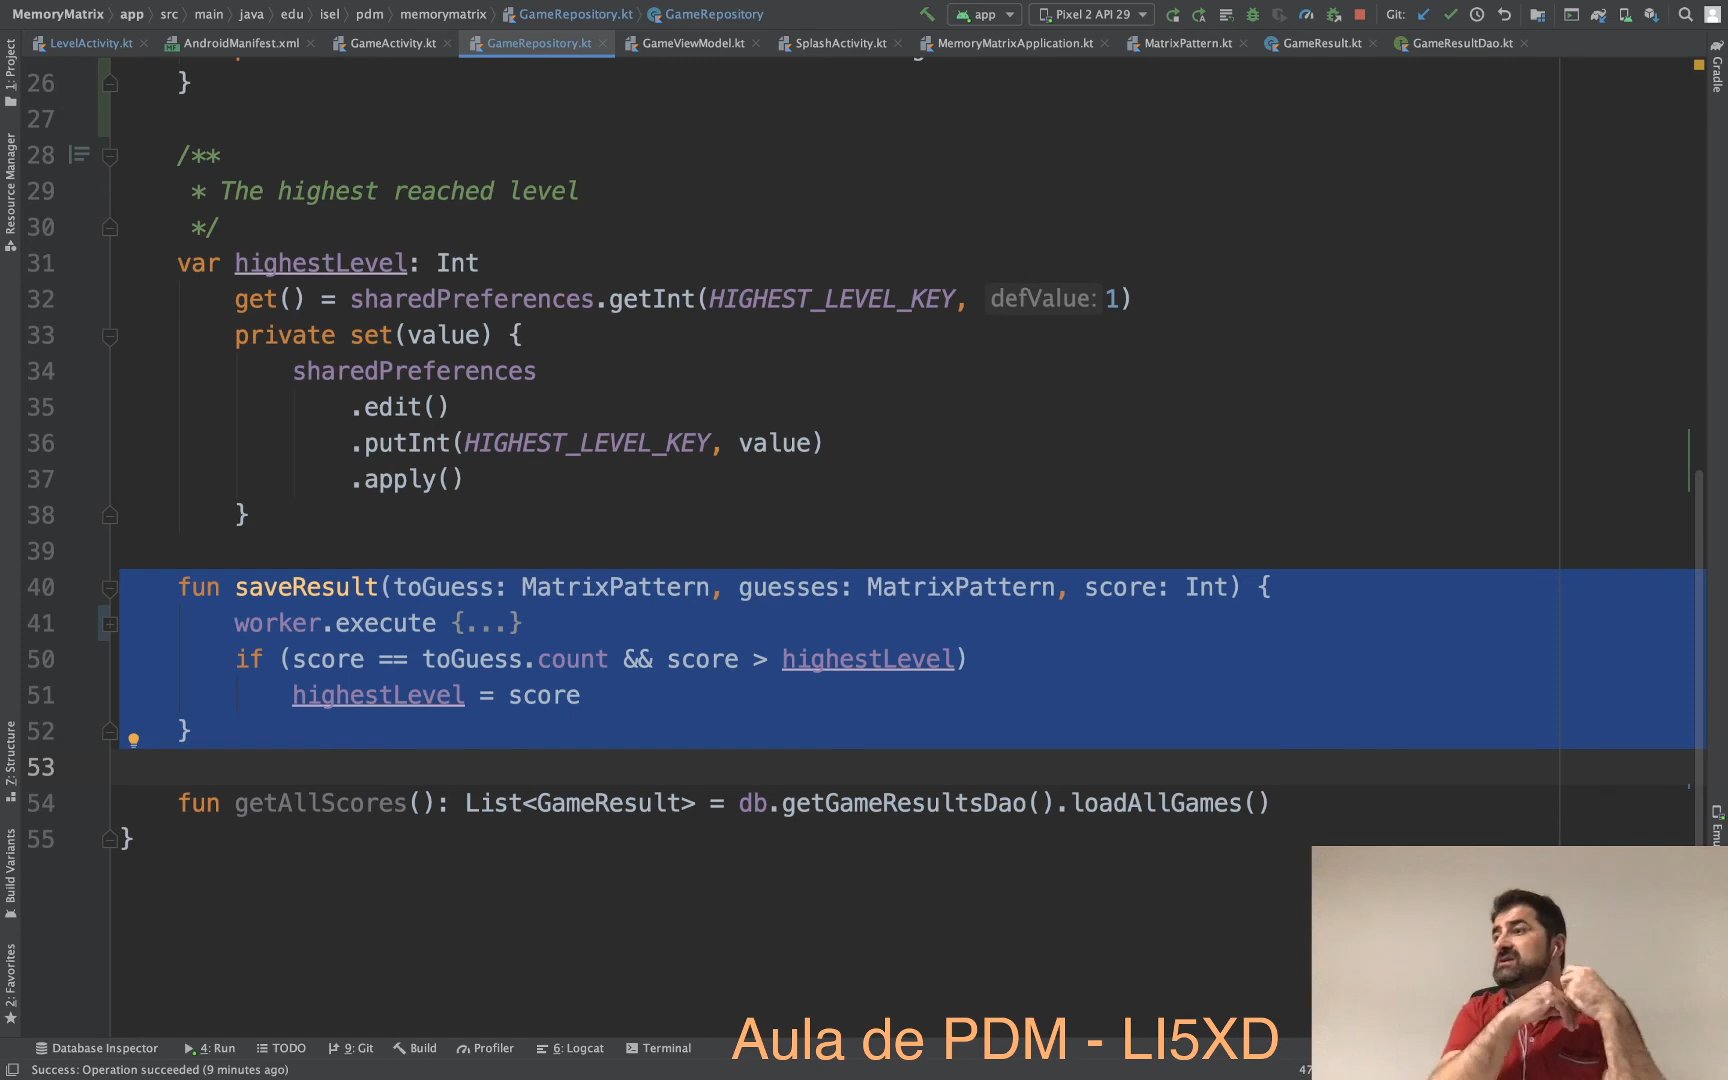 MemoryMatrix › app › src › main › java › edu › isel › pdm › memorymatrix › GameRepository.kt › GameRepository
app
Pixel 2 API 29
Git:
LevelActivity.kt
AndroidManifest.xml
GameActivity.kt
GameRepository.kt
GameViewModel.kt
SplashActivity.kt
MemoryMatrixApplication.kt
MatrixPattern.kt
GameResult.kt
GameResultDao.kt
1: Project
Resource Manager
Z: Structure
Build Variants
2: Favorites
Gradle
26 }
27
28 /**
29 * The highest reached level
30 */
31 var highestLevel: Int
32 get() = sharedPreferences.getInt(HIGHEST_LEVEL_KEY, defValue: 1)
33 private set(value) {
34 sharedPreferences
35 .edit()
36 .putInt(HIGHEST_LEVEL_KEY, value)
37 .apply()
38 }
39
40 fun saveResult(toGuess: MatrixPattern, guesses: MatrixPattern, score: Int) {
41 worker.execute {...}
50 if (score == toGuess.count && score > highestLevel)
51 highestLevel = score
52 }
53
54 fun getAllScores(): List<GameResult> = db.getGameResultsDao().loadAllGames()
55 }
Aula de PDM - LI5XD
Database Inspector
4: Run
TODO
9: Git
Build
Profiler
6: Logcat
Terminal
Success: Operation succeeded (9 minutes ago)
47